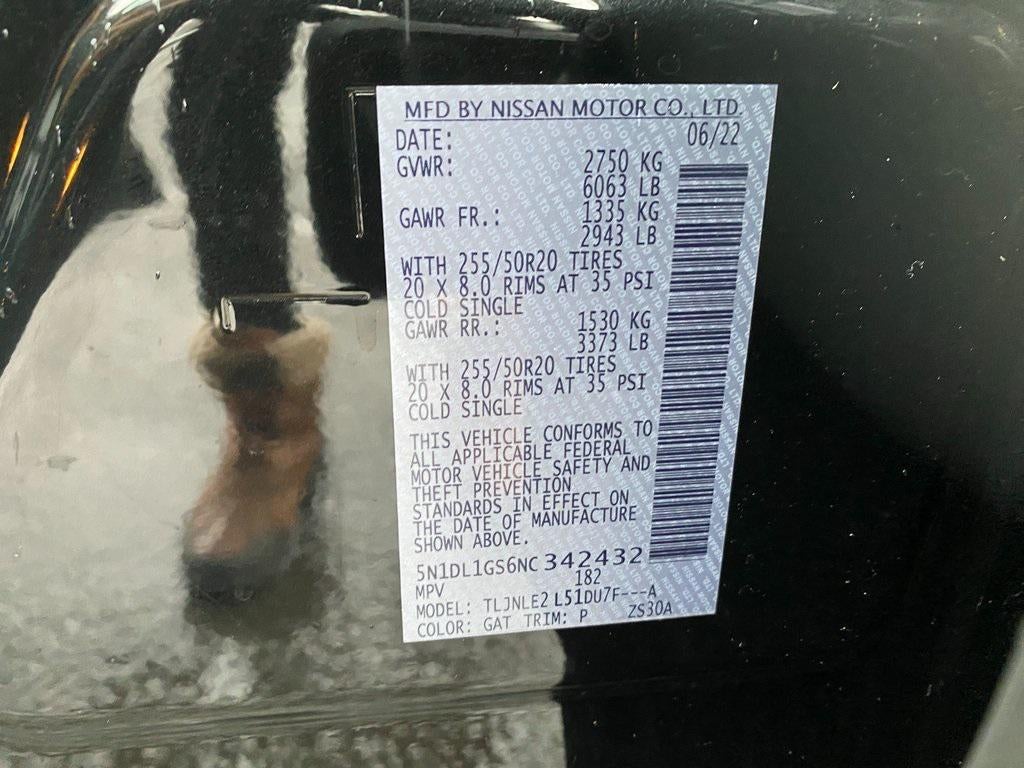 MFD BY NISSAN MOTOR CO., LTD.
DATE: 06/22
GVWR: 2750 KG
6063 LB
GAWR FR.: 1335 KG
2943 LB
WITH 255/50R20 TIRES
20 X 8.0 RIMS AT 35 PSI
COLD SINGLE
GAWR RR.: 1530 KG
3373 LB
WITH 255/50R20 TIRES
20 X 8.0 RIMS AT 35 PSI
COLD SINGLE
THIS VEHICLE CONFORMS TO
ALL APPLICABLE FEDERAL
MOTOR VEHICLE SAFETY AND
THEFT PREVENTION
STANDARDS IN EFFECT ON
THE DATE OF MANUFACTURE
SHOWN ABOVE.
5N1DL1GS6NC342432
MPV 182
MODEL: TLJNLE2 L51DU7F---A
COLOR: GAT TRIM: P ZS30A